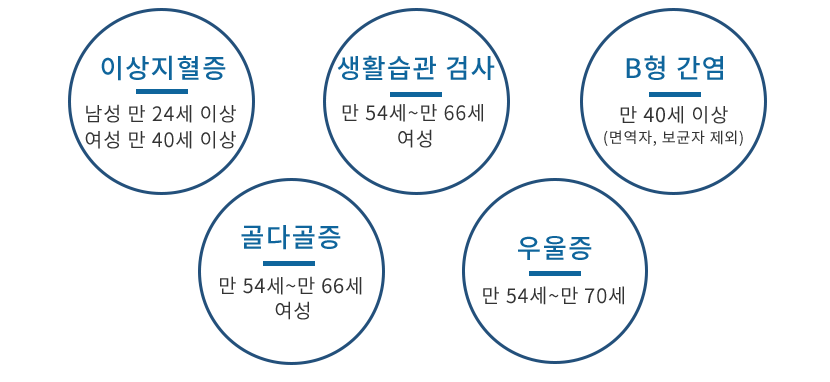 이상지혈증
남성 만 24세 이상
여성 만 40세 이상
생활습관 검사
만 54세~만 66세
여성
B형 간염
만 40세 이상
(면역자, 보균자 제외)
골다골증
만 54세~만 66세
여성
우울증
만 54세~만 70세